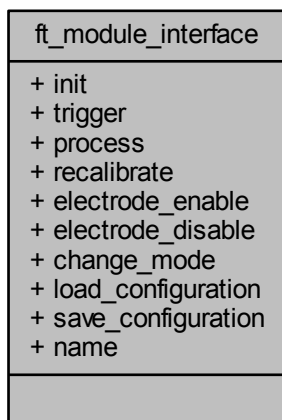 ft_module_interface
+ init
+ trigger
+ process
+ recalibrate
+ electrode_enable
+ electrode_disable
+ change_mode
+ load_configuration
+ save_configuration
+ name